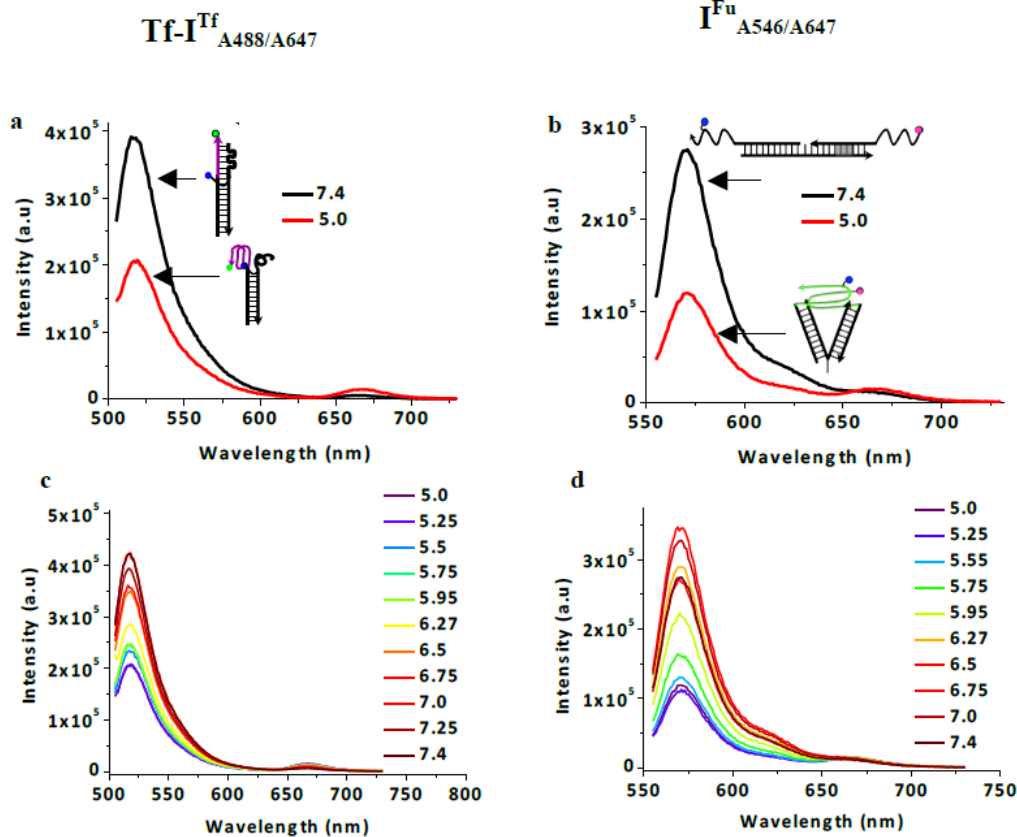 Tf-I^Tf_A488/A647
I^Fu_A546/A647
a
4x10^5
3x10^5
2x10^5
1x10^5
0
Intensity (a.u)
7.4
5.0
500 550 600 650 700
Wavelength (nm)
b
3x10^5
2x10^5
1x10^5
0
Intensity (a.u)
7.4
5.0
550 600 650 700
Wavelength (nm)
c
5x10^5
4x10^5
3x10^5
2x10^5
1x10^5
0
Intensity (a.u)
5.0
5.25
5.5
5.75
5.95
6.27
6.5
6.75
7.0
7.25
7.4
500 550 600 650 700 750 800
Wavelength (nm)
d
3x10^5
2x10^5
1x10^5
0
Intensity (a.u)
5.0
5.25
5.55
5.75
5.95
6.27
6.5
6.75
7.0
7.4
550 600 650 700 750
Wavelength (nm)